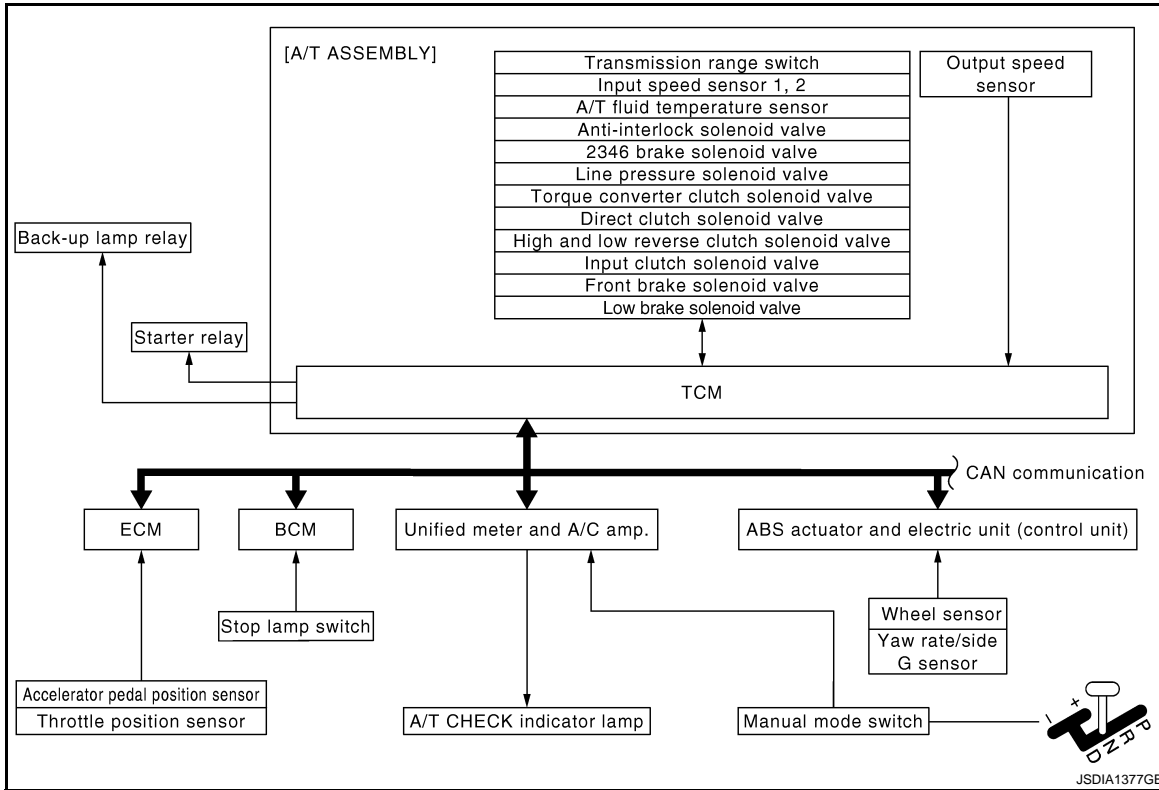 [A/T ASSEMBLY]
Transmission range switch
Input speed sensor 1, 2
A/T fluid temperature sensor
Anti-interlock solenoid valve
2346 brake solenoid valve
Line pressure solenoid valve
Torque converter clutch solenoid valve
Direct clutch solenoid valve
High and low reverse clutch solenoid valve
Input clutch solenoid valve
Front brake solenoid valve
Low brake solenoid valve
Output speed
sensor
Back-up lamp relay
Starter relay
TCM
CAN communication
ECM
BCM
Unified meter and A/C amp.
ABS actuator and electric unit (control unit)
Stop lamp switch
Wheel sensor
Yaw rate/side
G sensor
Accelerator pedal position sensor
Throttle position sensor
A/T CHECK indicator lamp
Manual mode switch
− +
P R N D
JSDIA1377GB